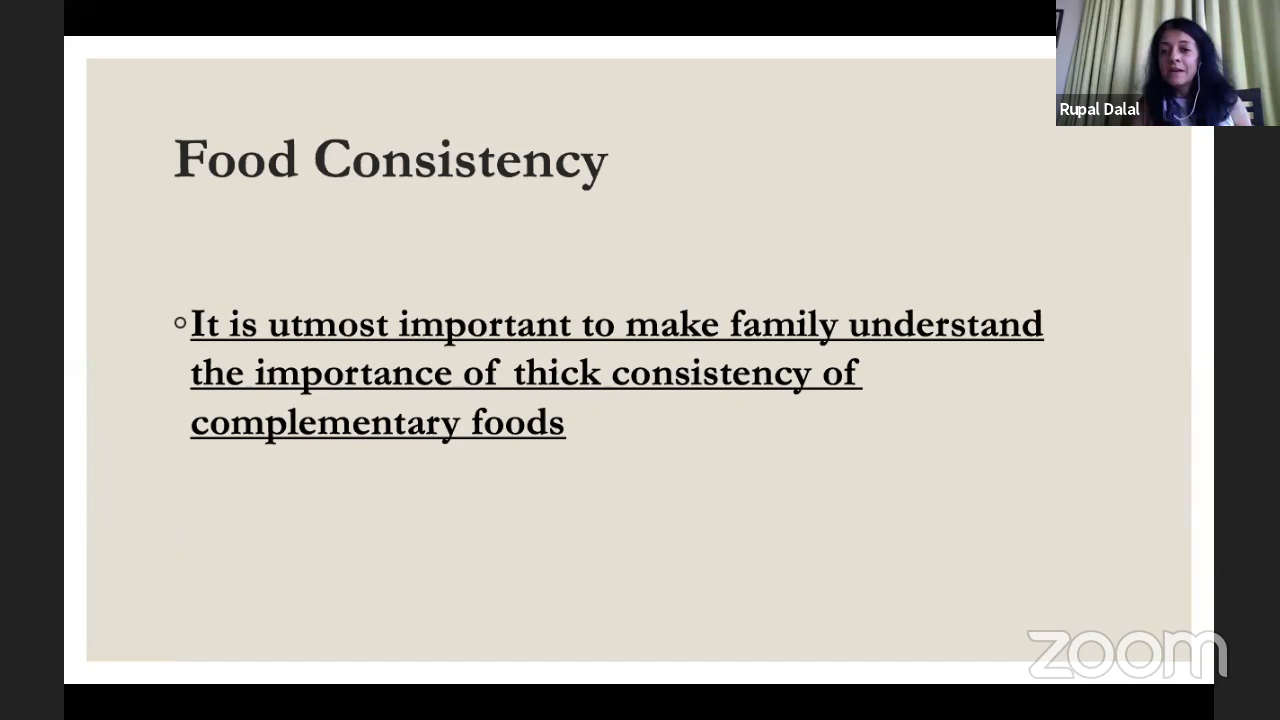 Rupal Dalal
Food Consistency
It is utmost important to make family understand
the importance of thick consistency of
complementary foods
zoom